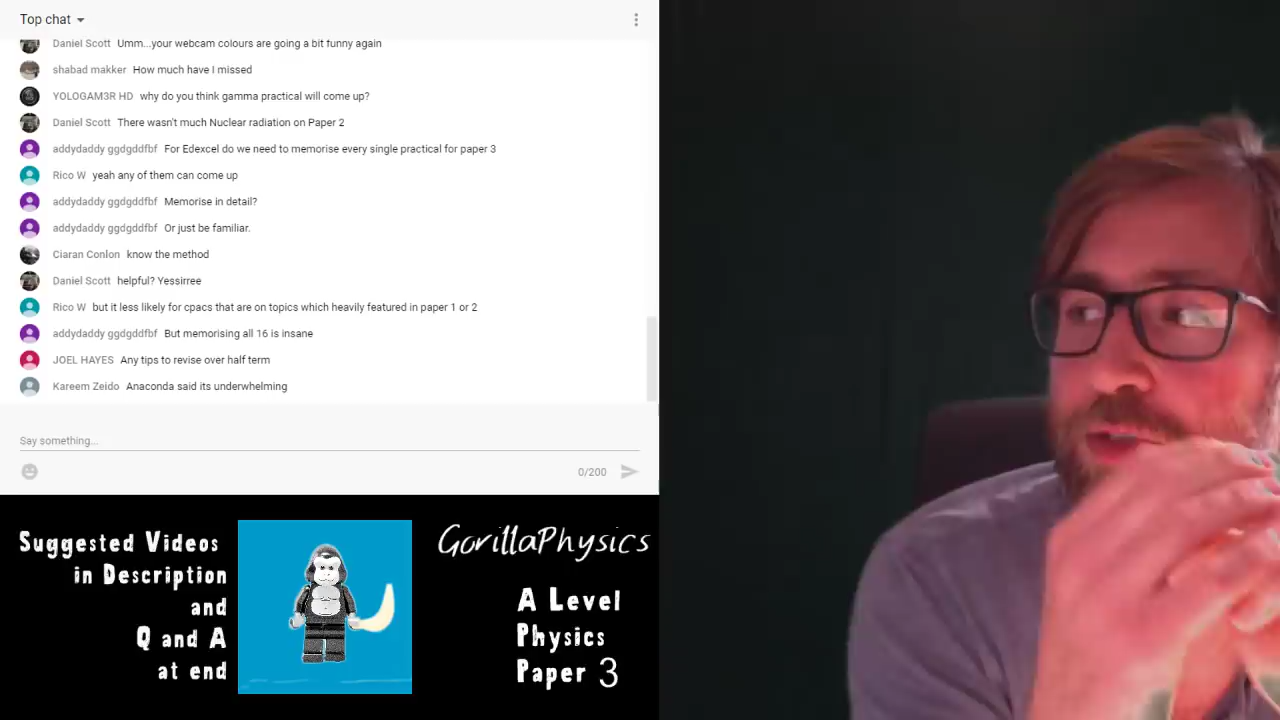 Top chat
Daniel Scott Umm...your webcam colours are going a bit funny again
shabad makker How much have I missed
YOLOGAM3R HD why do you think gamma practical will come up?
Daniel Scott There wasn't much Nuclear radiation on Paper 2
addydaddy ggdgddfbf For Edexcel do we need to memorise every single practical for paper 3
Rico W yeah any of them can come up
addydaddy ggdgddfbf Memorise in detail?
addydaddy ggdgddfbf Or just be familiar.
Ciaran Conlon know the method
Daniel Scott helpful? Yessirree
Rico W but it less likely for cpacs that are on topics which heavily featured in paper 1 or 2
addydaddy ggdgddfbf But memorising all 16 is insane
JOEL HAYES Any tips to revise over half term
Kareem Zeido Anaconda said its underwhelming
Say something...
0/200
Suggested Videos
in Description
and
Q and A
at end
GorillaPhysics
A Level
Physics
Paper 3